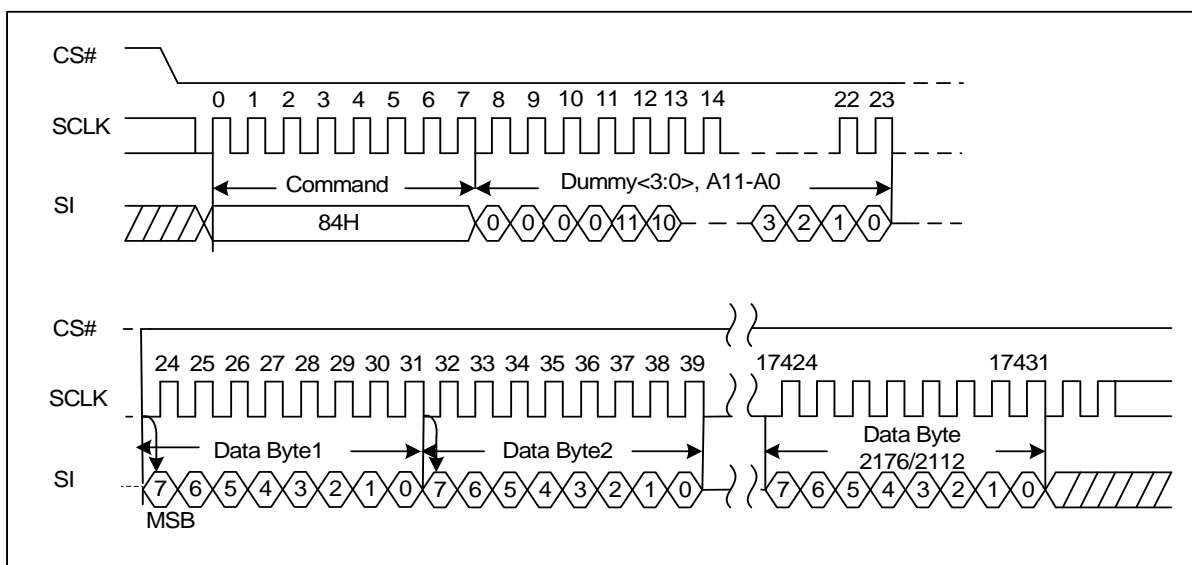 CS#
0 1 2 3 4 5 6 7 8 9 10 11 12 13 14 22 23
SCLK
Command Dummy<3:0>, A11-A0
SI
84H 0 0 0 0 11 10 3 2 1 0
CS#
24 25 26 27 28 29 30 31 32 33 34 35 36 37 38 39 17424 17431
SCLK
Data Byte1 Data Byte2 Data Byte
2176/2112
SI
7 6 5 4 3 2 1 0 7 6 5 4 3 2 1 0 7 6 5 4 3 2 1 0
MSB